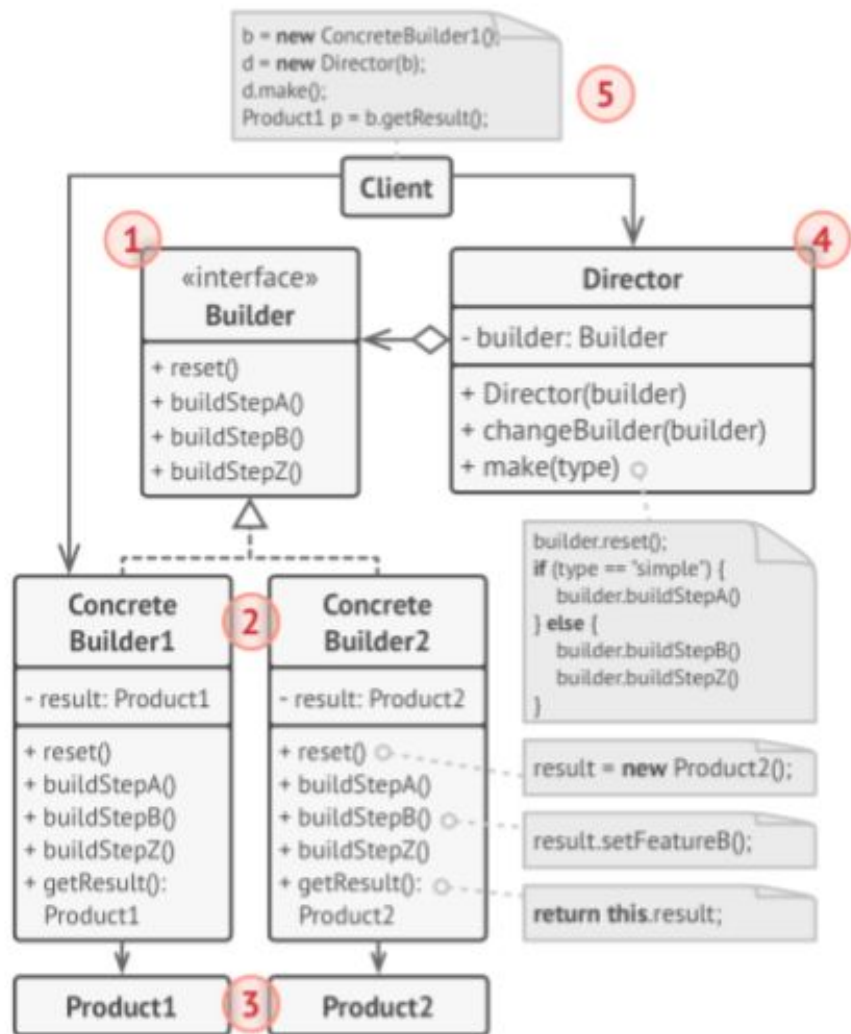 b = new ConcreteBuilder1();
d = new Director(b);
d.make();
Product1 p = b.getResult();
5
Client
1
«interface»
Builder
+ reset()
+ buildStepA()
+ buildStepB()
+ buildStepZ()
4
Director
- builder: Builder
+ Director(builder)
+ changeBuilder(builder)
+ make(type)
builder.reset();
if (type == "simple") {
builder.buildStepA()
} else {
builder.buildStepB()
builder.buildStepZ()
}
Concrete
Builder1
- result: Product1
+ reset()
+ buildStepA()
+ buildStepB()
+ buildStepZ()
+ getResult():
Product1
2
Concrete
Builder2
- result: Product2
+ reset()
+ buildStepA()
+ buildStepB()
+ buildStepZ()
+ getResult():
Product2
result = new Product2();
result.setFeatureB();
return this.result;
Product1
3
Product2